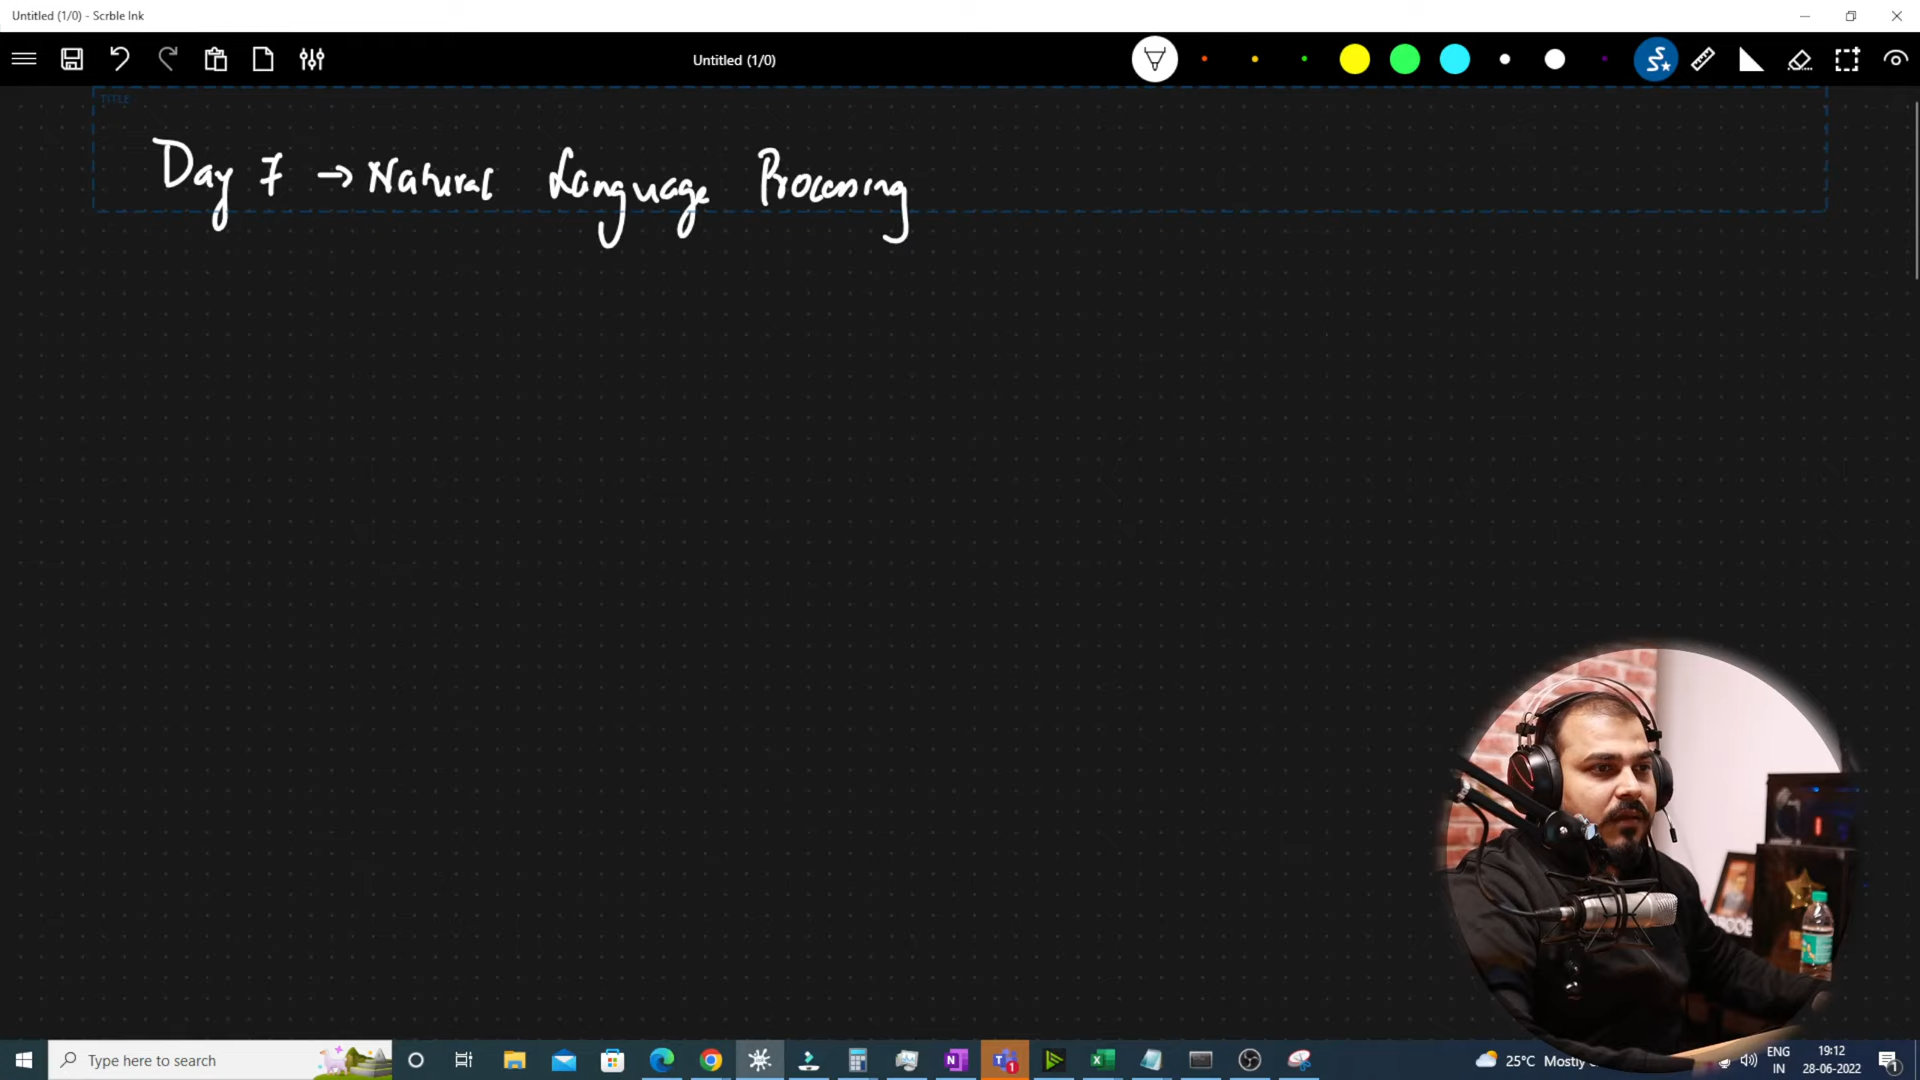 Untitled (1/0) - Scrble Ink
Untitled (1/0)
TITLE
Day 7 → Natural Language Processing
Type here to search
25°C Mostly
ENG
IN
19:12
28-06-2022